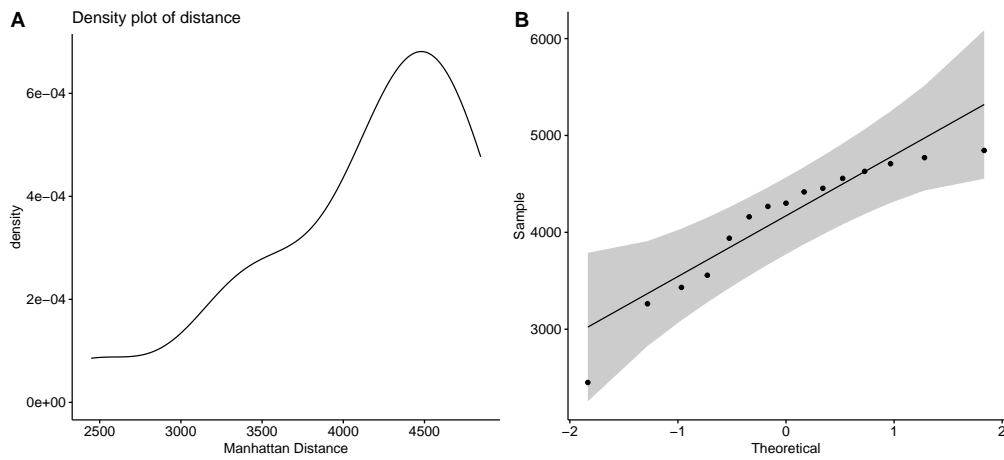 A
Density plot of distance
6e−04
4e−04
2e−04
0e+00
density
2500 3000 3500 4000 4500
Manhattan Distance
B
6000
5000
4000
3000
Sample
−2 −1 0 1 2
Theoretical